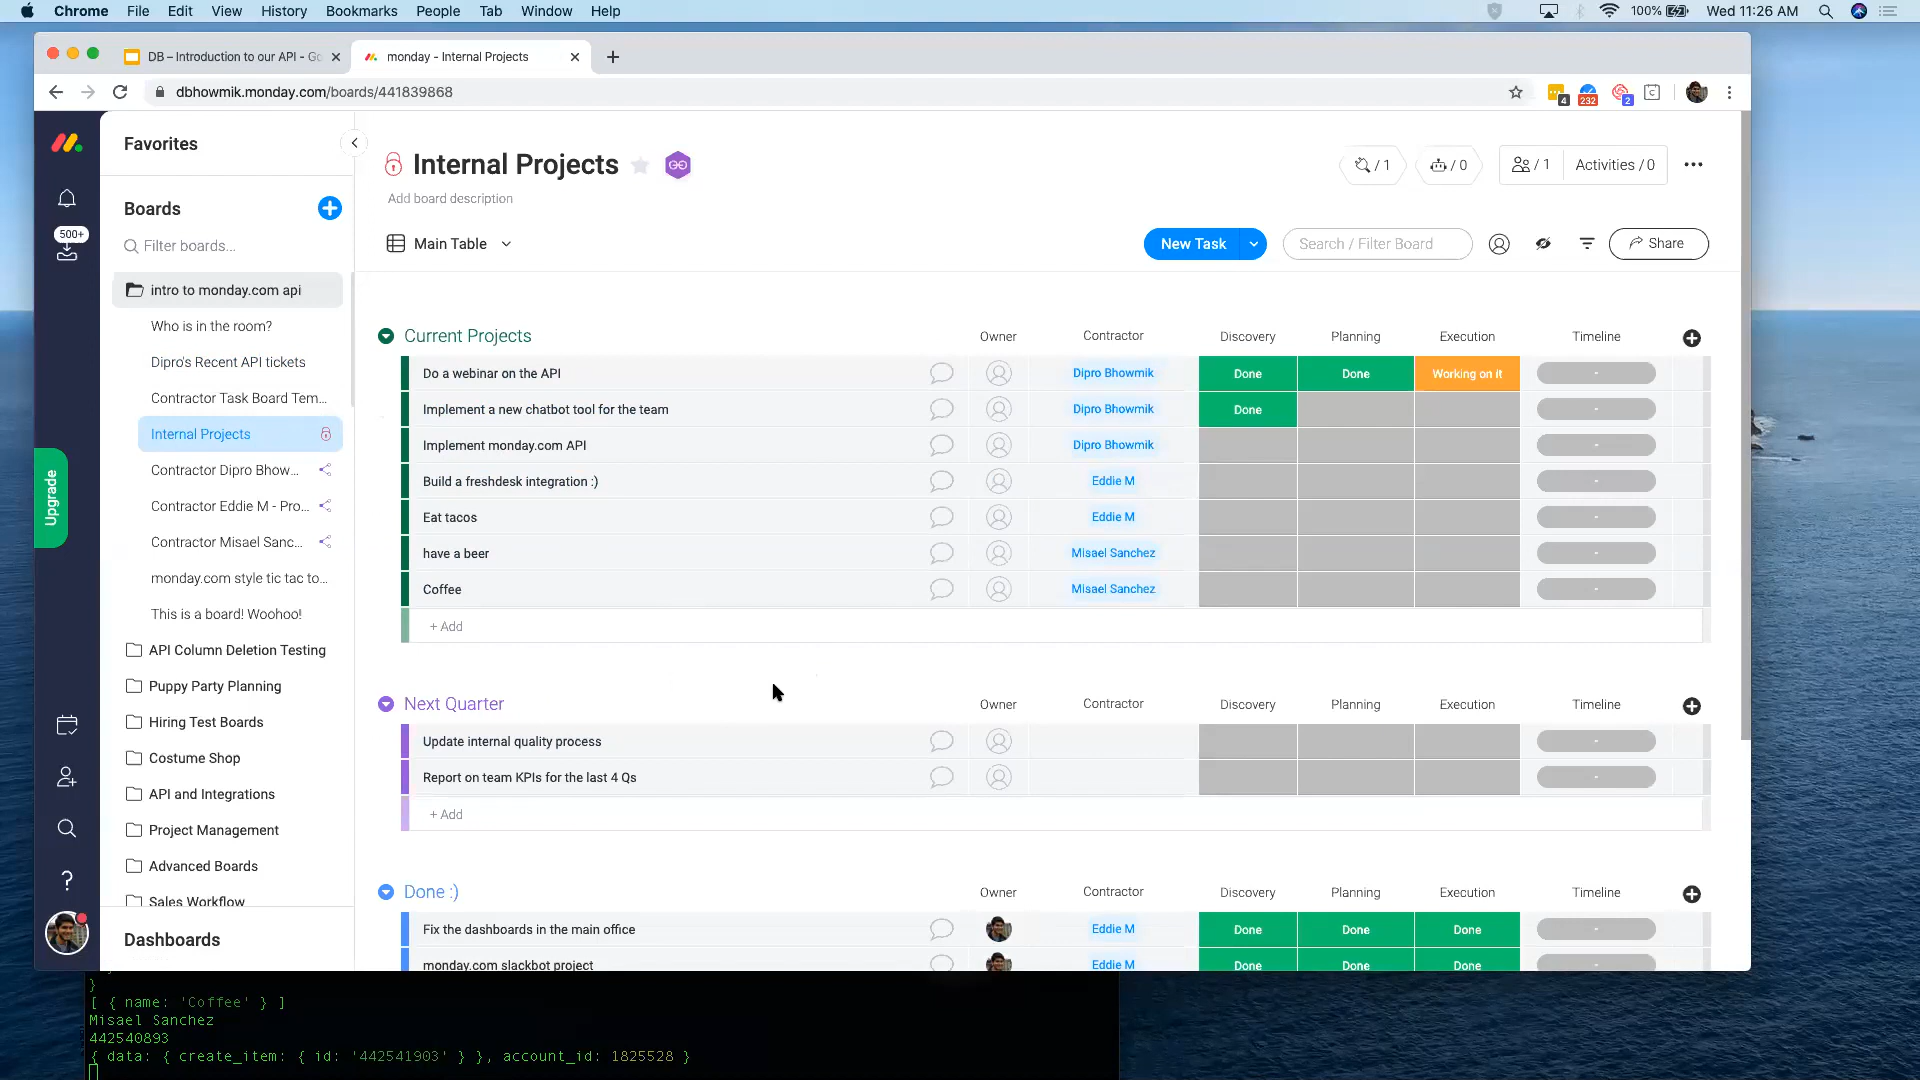 Chrome File Edit View History Bookmarks People Tab Window Help
100% Wed 11:26 AM
DB – Introduction to our API - Go
monday - Internal Projects
dbhowmik.monday.com/boards/441839868
4
232
2
Favorites
Internal Projects
/ 1
/ 0
/ 1
Activities / 0
Add board description
500+
Boards
Filter boards...
Main Table
New Task
Search / Filter Board
Share
intro to monday.com api
Who is in the room?
Dipro's Recent API tickets
Contractor Task Board Tem...
Internal Projects
Contractor Dipro Bhow...
Contractor Eddie M - Pro...
Contractor Misael Sanc...
monday.com style tic tac to...
This is a board! Woohoo!
API Column Deletion Testing
Puppy Party Planning
Hiring Test Boards
Costume Shop
API and Integrations
Project Management
Advanced Boards
Sales Workflow
Dashboards
Upgrade
?
Current Projects Owner Contractor Discovery Planning Execution Timeline
Do a webinar on the API Dipro Bhowmik Done Done Working on it -
Implement a new chatbot tool for the team Dipro Bhowmik Done -
Implement monday.com API Dipro Bhowmik -
Build a freshdesk integration :) Eddie M -
Eat tacos Eddie M -
have a beer Misael Sanchez -
Coffee Misael Sanchez -
+ Add
Next Quarter Owner Contractor Discovery Planning Execution Timeline
Update internal quality process -
Report on team KPIs for the last 4 Qs -
+ Add
Done :) Owner Contractor Discovery Planning Execution Timeline
Fix the dashboards in the main office Eddie M Done Done Done -
monday.com slackbot project Eddie M Done Done Done -
}
[ { name: 'Coffee' } ]
Misael Sanchez
442540893
{ data: { create_item: { id: '442541903' } }, account_id: 1825528 }